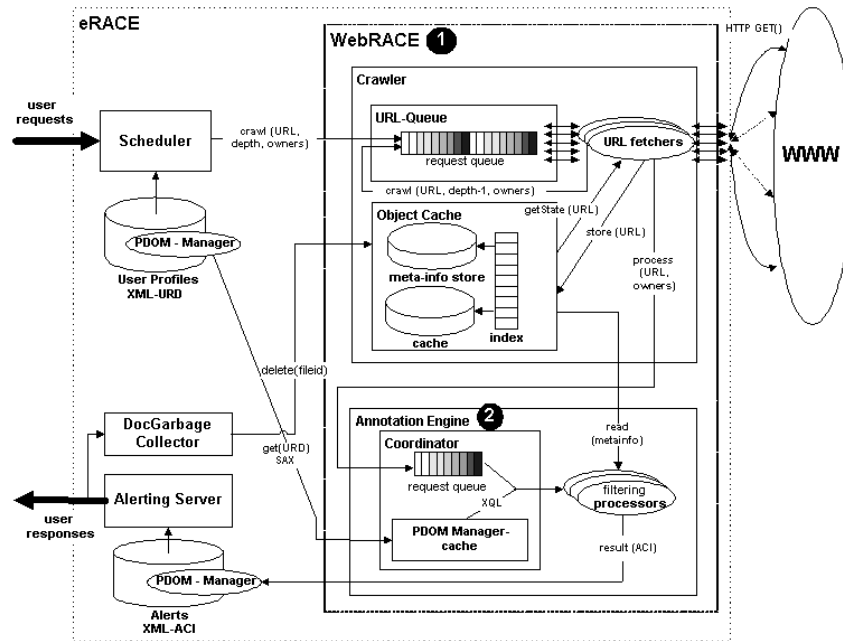 eRACE
WebRACE 1
HTTP GET()
user
requests
Scheduler
crawl (URL,
depth, owners)
Crawler
URL-Queue
request queue
URL fetchers
WWW
crawl (URL, depth-1, owners)
PDOM - Manager
User Profiles
XML-URD
Object Cache
meta-info store
cache
index
getState (URL)
store (URL)
process
(URL,
owners)
delete(fileid)
DocGarbage
Collector
get(URD)
SAX
Annotation Engine 2
Coordinator
request queue
XQL
PDOM Manager-
cache
read
(metainfo)
filtering
processors
result (ACI)
Alerting Server
user
responses
PDOM - Manager
Alerts
XML-ACI